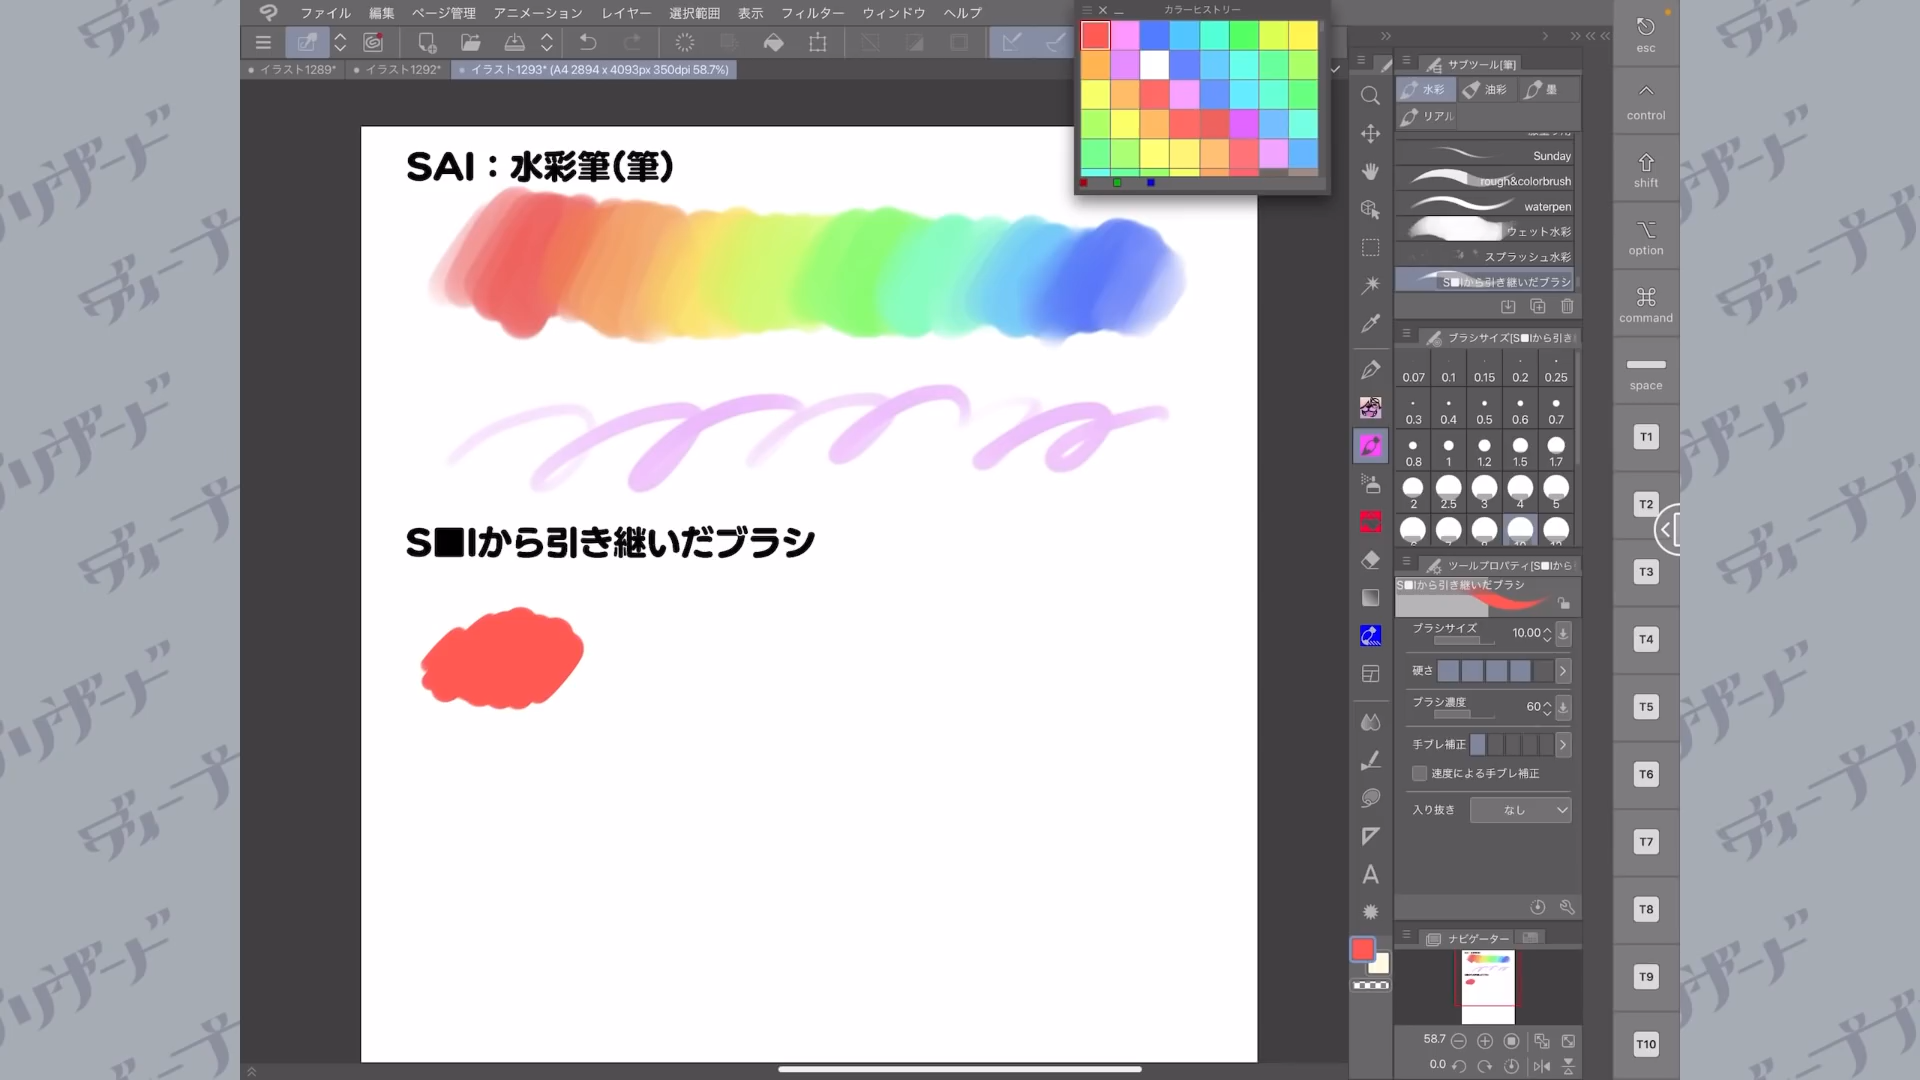 ファイル 編集 ページ管理 アニメーション レイヤー 選択範囲 表示 フィルター ウィンドウ ヘルプ
カラーヒストリー
イラスト1289* イラスト1292* イラスト1293* (A4 2894 x 4093px 350dpi 58.7%)
SAI：水彩筆(筆)
S■Iから引き継いだブラシ
サブツール[筆]
水彩 油彩 墨
リアル
Sunday
rough&colorbrush
waterpen
ウェット水彩
スプラッシュ水彩
S■Iから引き継いだブラシ
ブラシサイズ[S■Iから引き
0.07 0.1 0.15 0.2 0.25
0.3 0.4 0.5 0.6 0.7
0.8 1 1.2 1.5 1.7
2 2.5 3 4 5
ツールプロパティ[S■Iから
S■Iから引き継いだブラシ
ブラシサイズ 10.00
硬さ
ブラシ濃度 60
手ブレ補正
速度による手ブレ補正
入り抜き なし
ナビゲーター
58.7
0.0
esc
control
shift
option
command
space
T1
T2
T3
T4
T5
T6
T7
T8
T9
T10